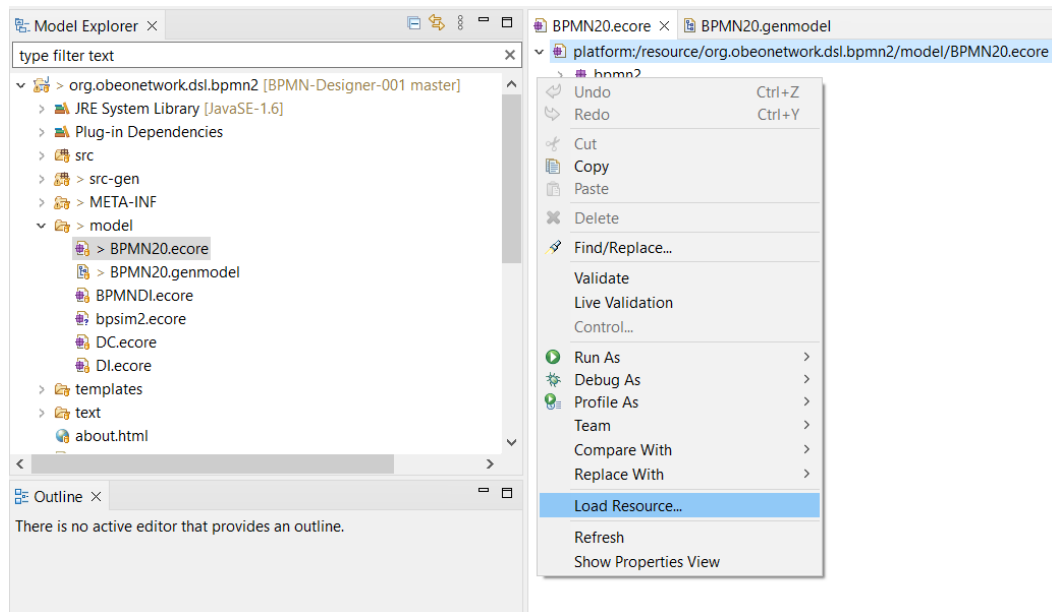 Model Explorer
type filter text
> org.obeonetwork.dsl.bpmn2 [BPMN-Designer-001 master]
JRE System Library [JavaSE-1.6]
Plug-in Dependencies
src
> src-gen
> META-INF
> model
> BPMN20.ecore
> BPMN20.genmodel
BPMNDI.ecore
bpsim2.ecore
DC.ecore
DI.ecore
templates
text
about.html
Outline
There is no active editor that provides an outline.
BPMN20.ecore BPMN20.genmodel
platform:/resource/org.obeonetwork.dsl.bpmn2/model/BPMN20.ecore
bpmn2
Undo Ctrl+Z
Redo Ctrl+Y
Cut
Copy
Paste
Delete
Find/Replace...
Validate
Live Validation
Control...
Run As
Debug As
Profile As
Team
Compare With
Replace With
Load Resource...
Refresh
Show Properties View